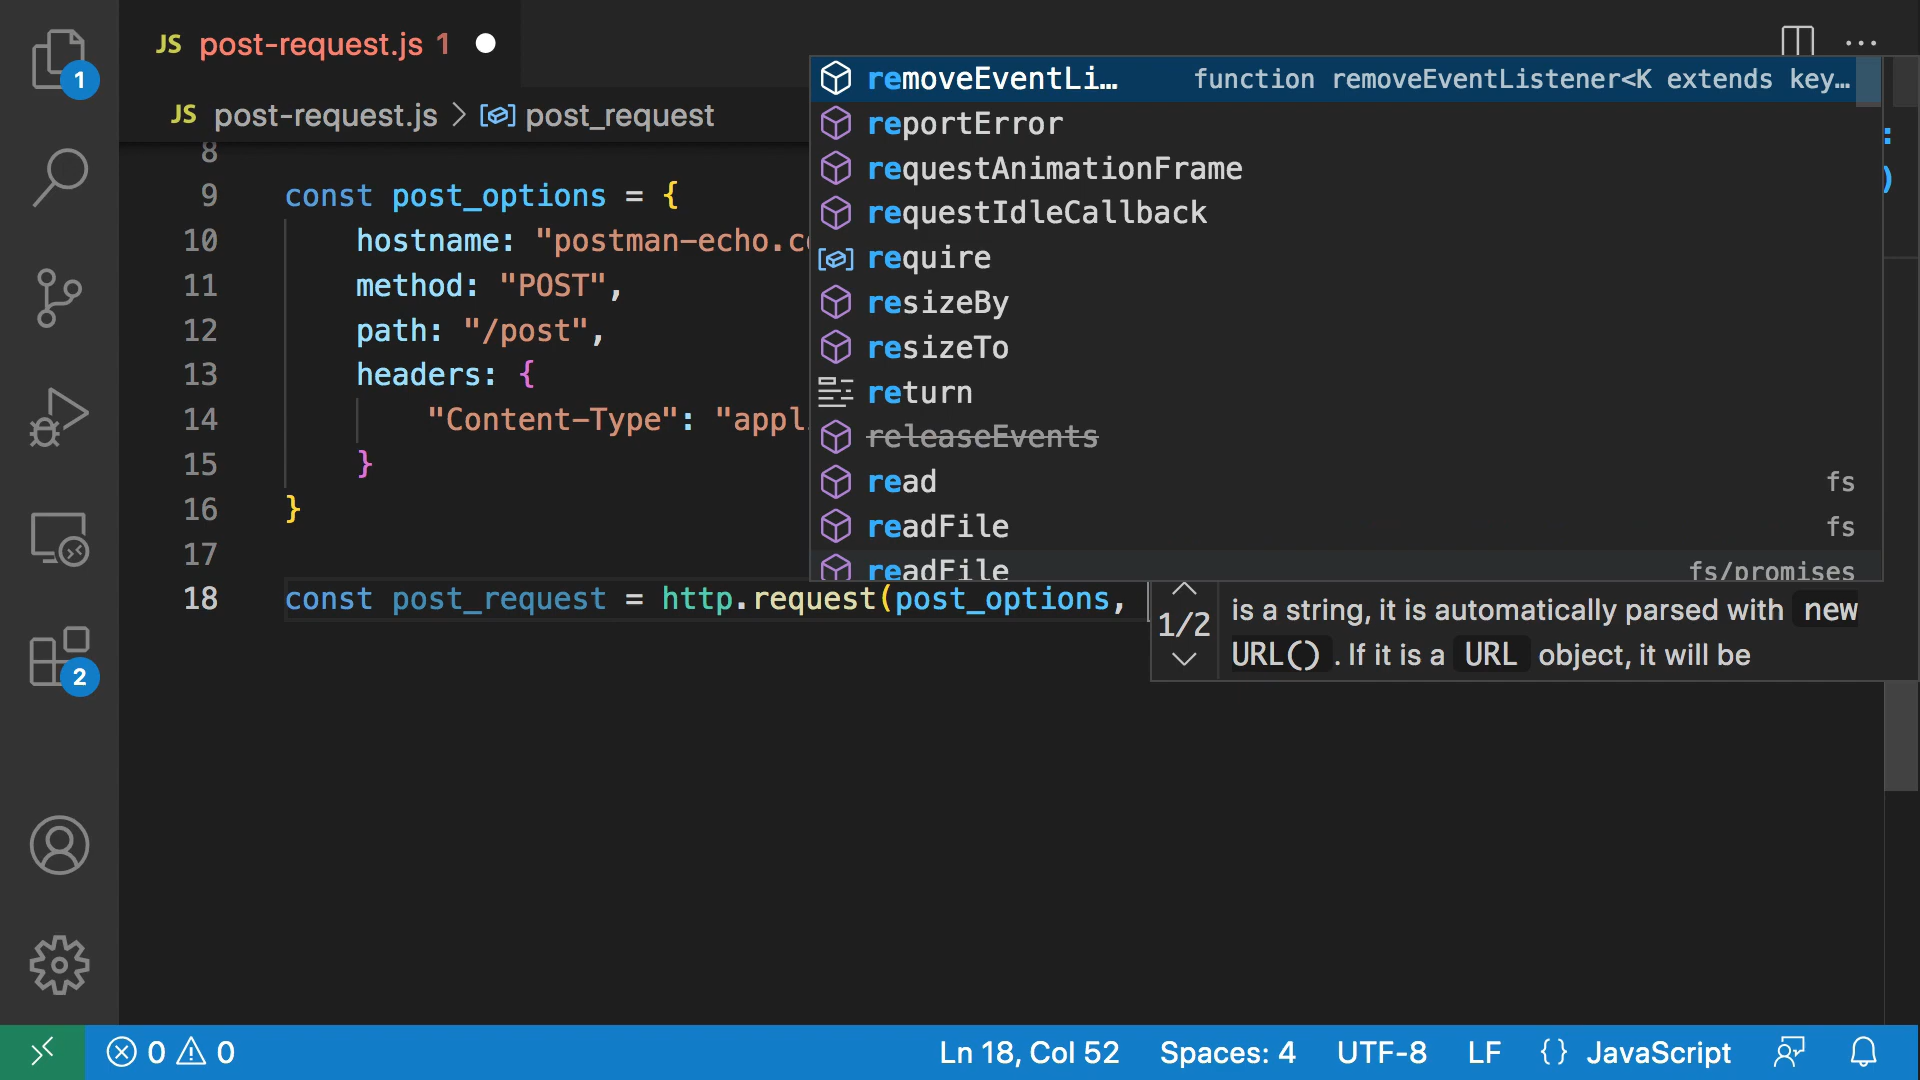 JS post-request.js 1
JS post-request.js > post_request
8
9 const post_options = {
10 hostname: "postman-echo.c
11 method: "POST",
12 path: "/post",
13 headers: {
14 "Content-Type": "appl
15 }
16 }
17
18 const post_request = http.request(post_options,
removeEventLi… function removeEventListener<K extends key…
reportError
requestAnimationFrame
requestIdleCallback
require
resizeBy
resizeTo
return
releaseEvents
read fs
readFile fs
readFile fs/promises
:
)
1/2
is a string, it is automatically parsed with new
URL() . If it is a URL object, it will be
1
2
0 0
Ln 18, Col 52 Spaces: 4 UTF-8 LF {} JavaScript